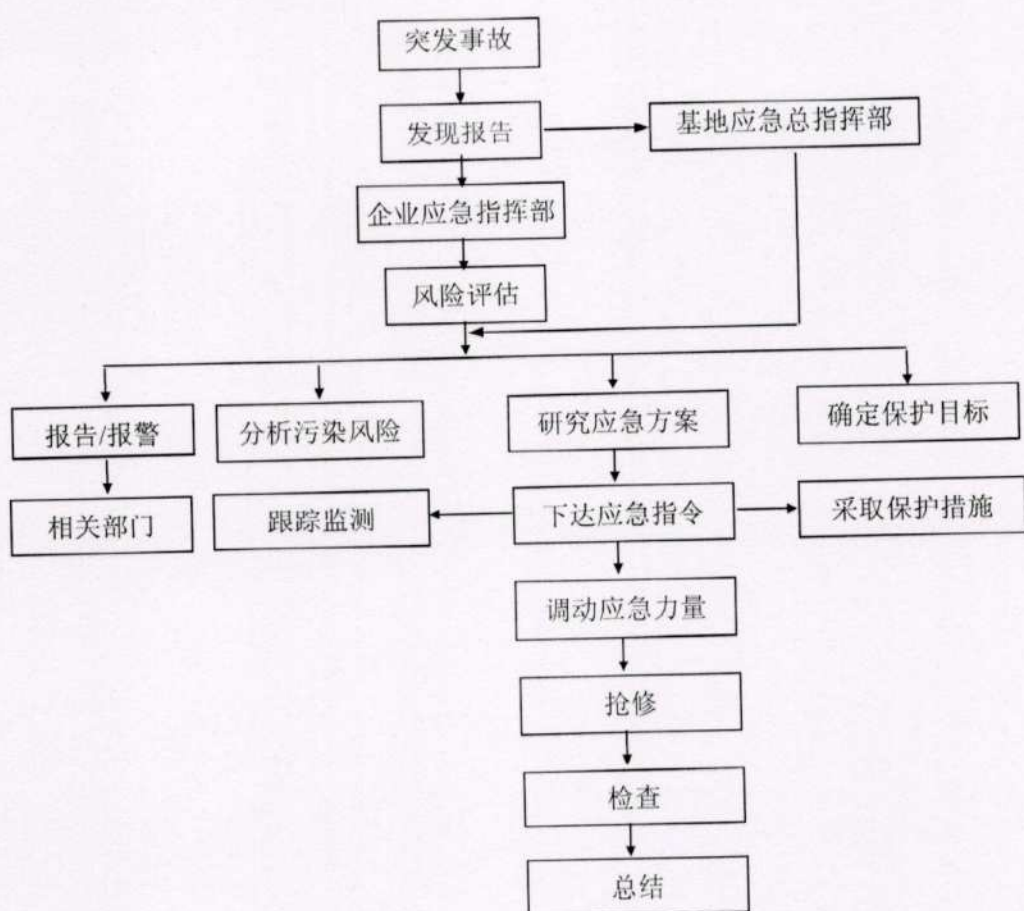 突发事故
发现报告
基地应急总指挥部
企业应急指挥部
风险评估
报告/报警
分析污染风险
研究应急方案
确定保护目标
相关部门
跟踪监测
下达应急指令
采取保护措施
调动应急力量
抢修
检查
总结